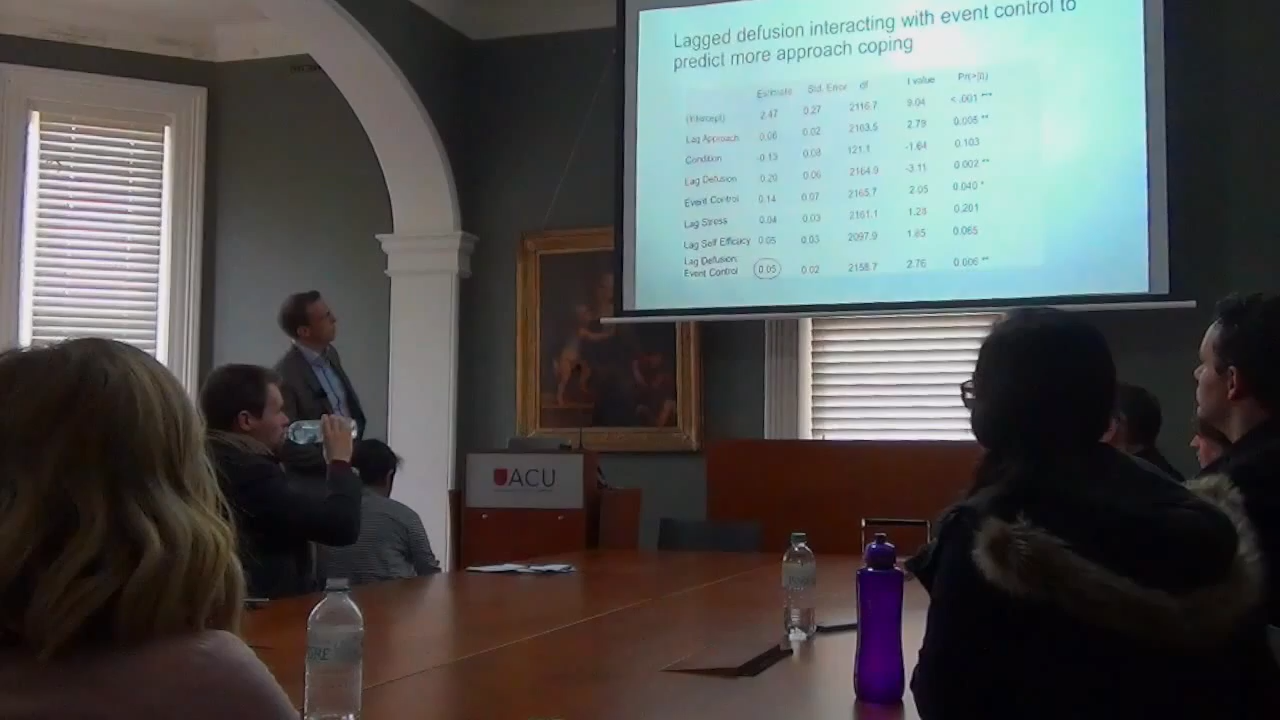 Lagged defusion interacting with event control to
predict more approach coping
Estimate Std. Error df t value Pr(>|t|)
(Intercept) 2.47 0.27 2116.7 9.04 < .001 ***
Lag Approach 0.06 0.02 2163.5 2.79 0.005 **
Condition -0.13 0.08 121.1 -1.64 0.103
Lag Defusion 0.20 0.06 2164.9 -3.11 0.002 **
Event Control 0.14 0.07 2165.7 2.05 0.040 *
Lag Stress 0.04 0.03 2161.1 1.28 0.201
Lag Self Efficacy 0.05 0.03 2097.9 1.85 0.065
Lag Defusion:
Event Control 0.05 0.02 2158.7 2.76 0.006 **
ACU